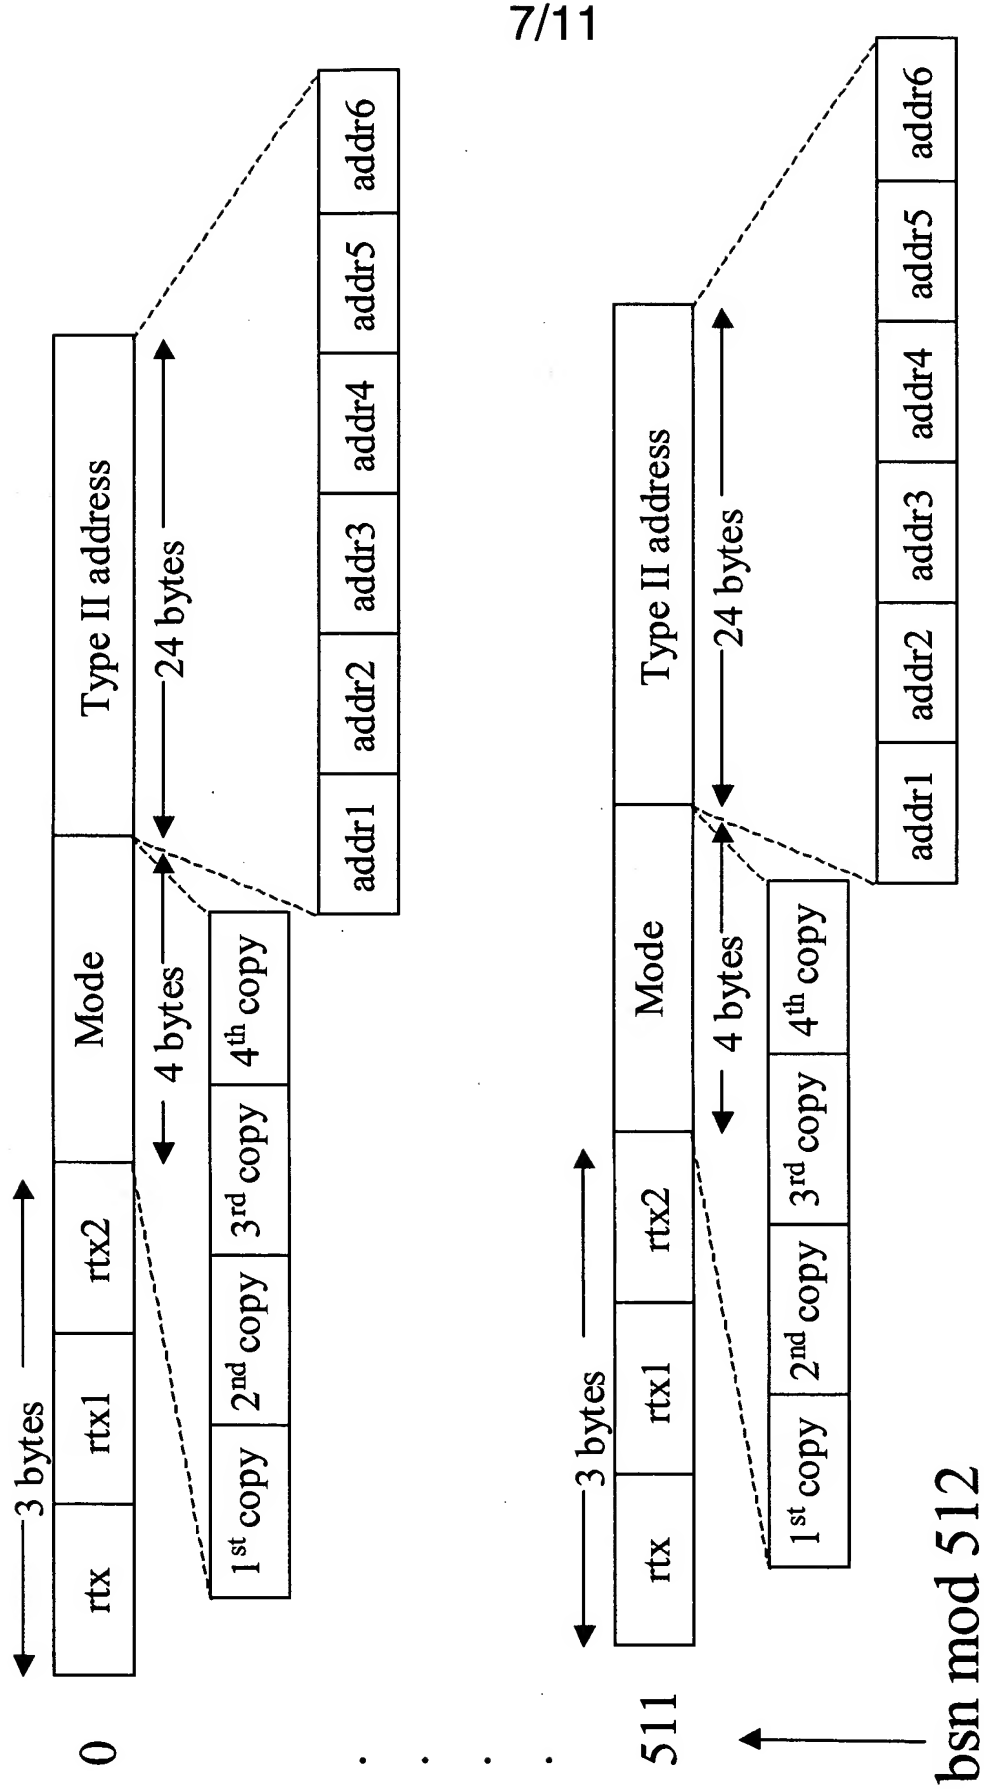 7/11
3 bytes
0 rtx rtx1 rtx2 Mode Type II address
4 bytes 24 bytes
1st copy 2nd copy 3rd copy 4th copy
addr1 addr2 addr3 addr4 addr5 addr6
. . . .
3 bytes
511 rtx rtx1 rtx2 Mode Type II address
4 bytes 24 bytes
1st copy 2nd copy 3rd copy 4th copy
addr1 addr2 addr3 addr4 addr5 addr6
bsn mod 512